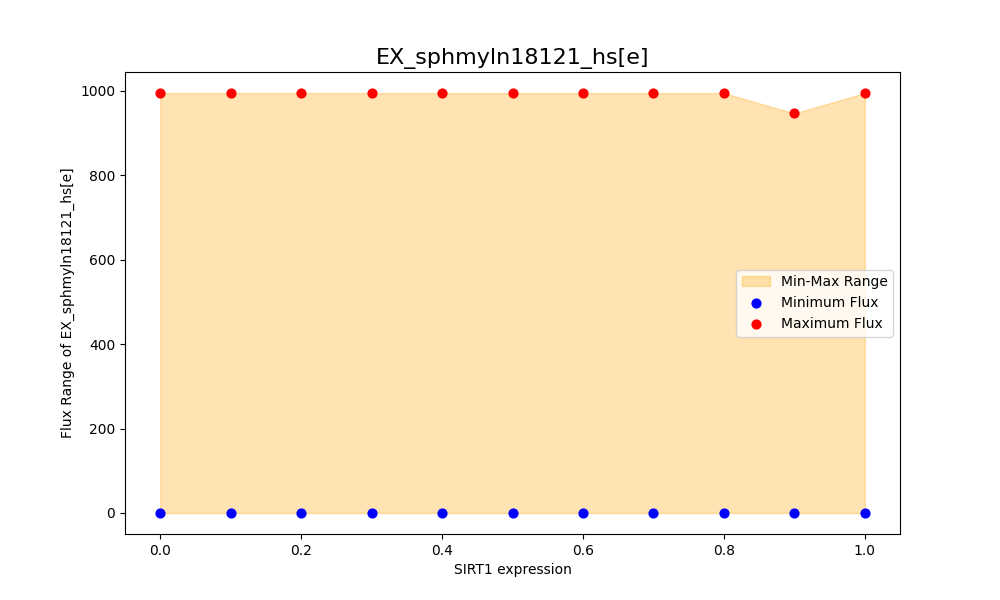 EX_sphmyln18121_hs[e]
1000
800
600
400
200
0
Flux Range of EX_sphmyln18121_hs[e]
Min-Max Range
Minimum Flux
Maximum Flux
0.0 0.2 0.4 0.6 0.8 1.0
SIRT1 expression